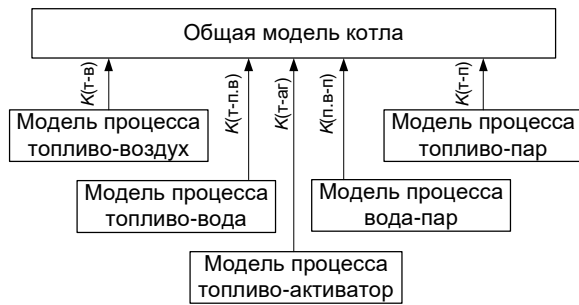 Общая модель котла
K(т-в)
K(т-п.в)
K(т-аг)
K(п.в-п)
K(т-п)
Модель процесса
топливо-воздух
Модель процесса
топливо-пар
Модель процесса
топливо-вода
Модель процесса
вода-пар
Модель процесса
топливо-активатор